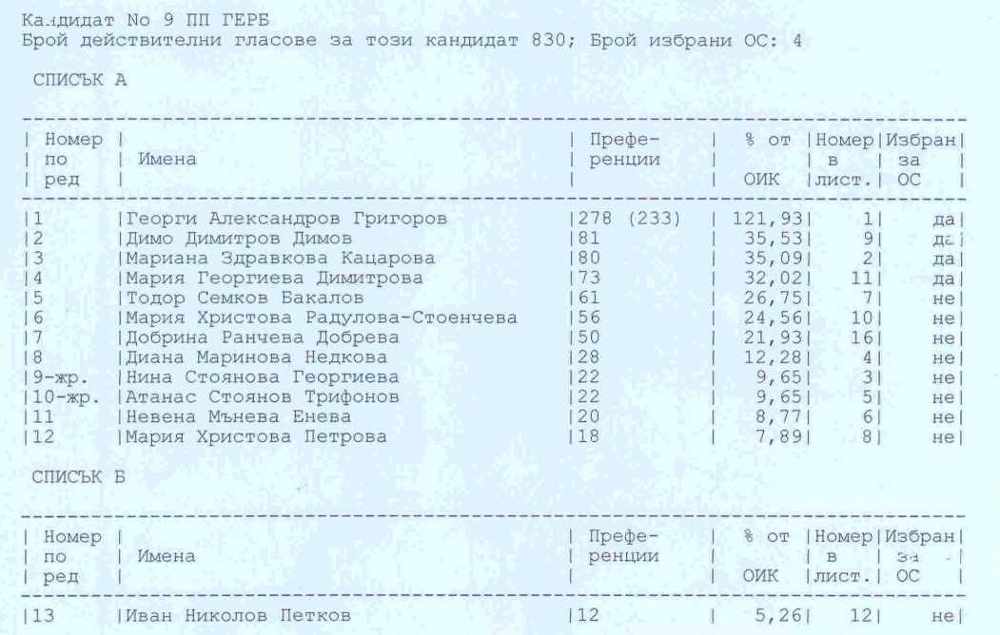 Кандидат No 9 ПП ГЕРБ
Брой действителни гласове за този кандидат 830; Брой избрани ОС: 4
СПИСЪК А
| Номер | | Префе- | % от |Номер|Избран|
| по | Имена | ренции | | в | за |
| ред | | | ОИК |лист.| ОС |
|1 |Георги Александров Григоров |278 (233) | 121,93| 1| да|
|2 |Димо Димитров Димов |81 | 35,53| 9| да|
|3 |Мариана Здравкова Кацарова |80 | 35,09| 2| да|
|4 |Мария Георгиева Димитрова |73 | 32,02| 11| да|
|5 |Тодор Семков Бакалов |61 | 26,75| 7| не|
|6 |Мария Христова Радулова-Стоенчева |56 | 24,56| 10| не|
|7 |Добрина Ранчева Добрева |50 | 21,93| 16| не|
|8 |Диана Маринова Недкова |28 | 12,28| 4| не|
|9-жр. |Нина Стоянова Георгиева |22 | 9,65| 3| не|
|10-жр. |Атанас Стоянов Трифонов |22 | 9,65| 5| не|
|11 |Невена Мънева Енева |20 | 8,77| 6| не|
|12 |Мария Христова Петрова |18 | 7,89| 8| не|
СПИСЪК Б
| Номер | | Префе- | % от |Номер|Избран|
| по | Имена | ренции | | в | за |
| ред | | | ОИК |лист.| ОС |
|13 |Иван Николов Петков |12 | 5,26| 12| не|